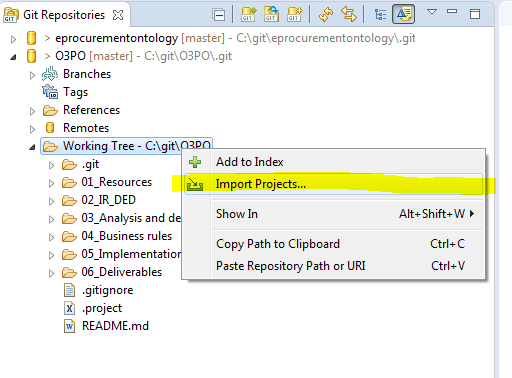 Git Repositories
> eprocurementontology [master] - C:\git\eprocurementontology\.git
> O3PO [master] - C:\git\O3PO\.git
Branches
Tags
References
Remotes
Working Tree - C:\git\O3PO
.git
01_Resources
02_IR_DED
03_Analysis and de
04_Business rules
05_Implementation
06_Deliverables
.gitignore
.project
README.md
Add to Index
Import Projects...
Show In Alt+Shift+W
Copy Path to Clipboard Ctrl+C
Paste Repository Path or URI Ctrl+V